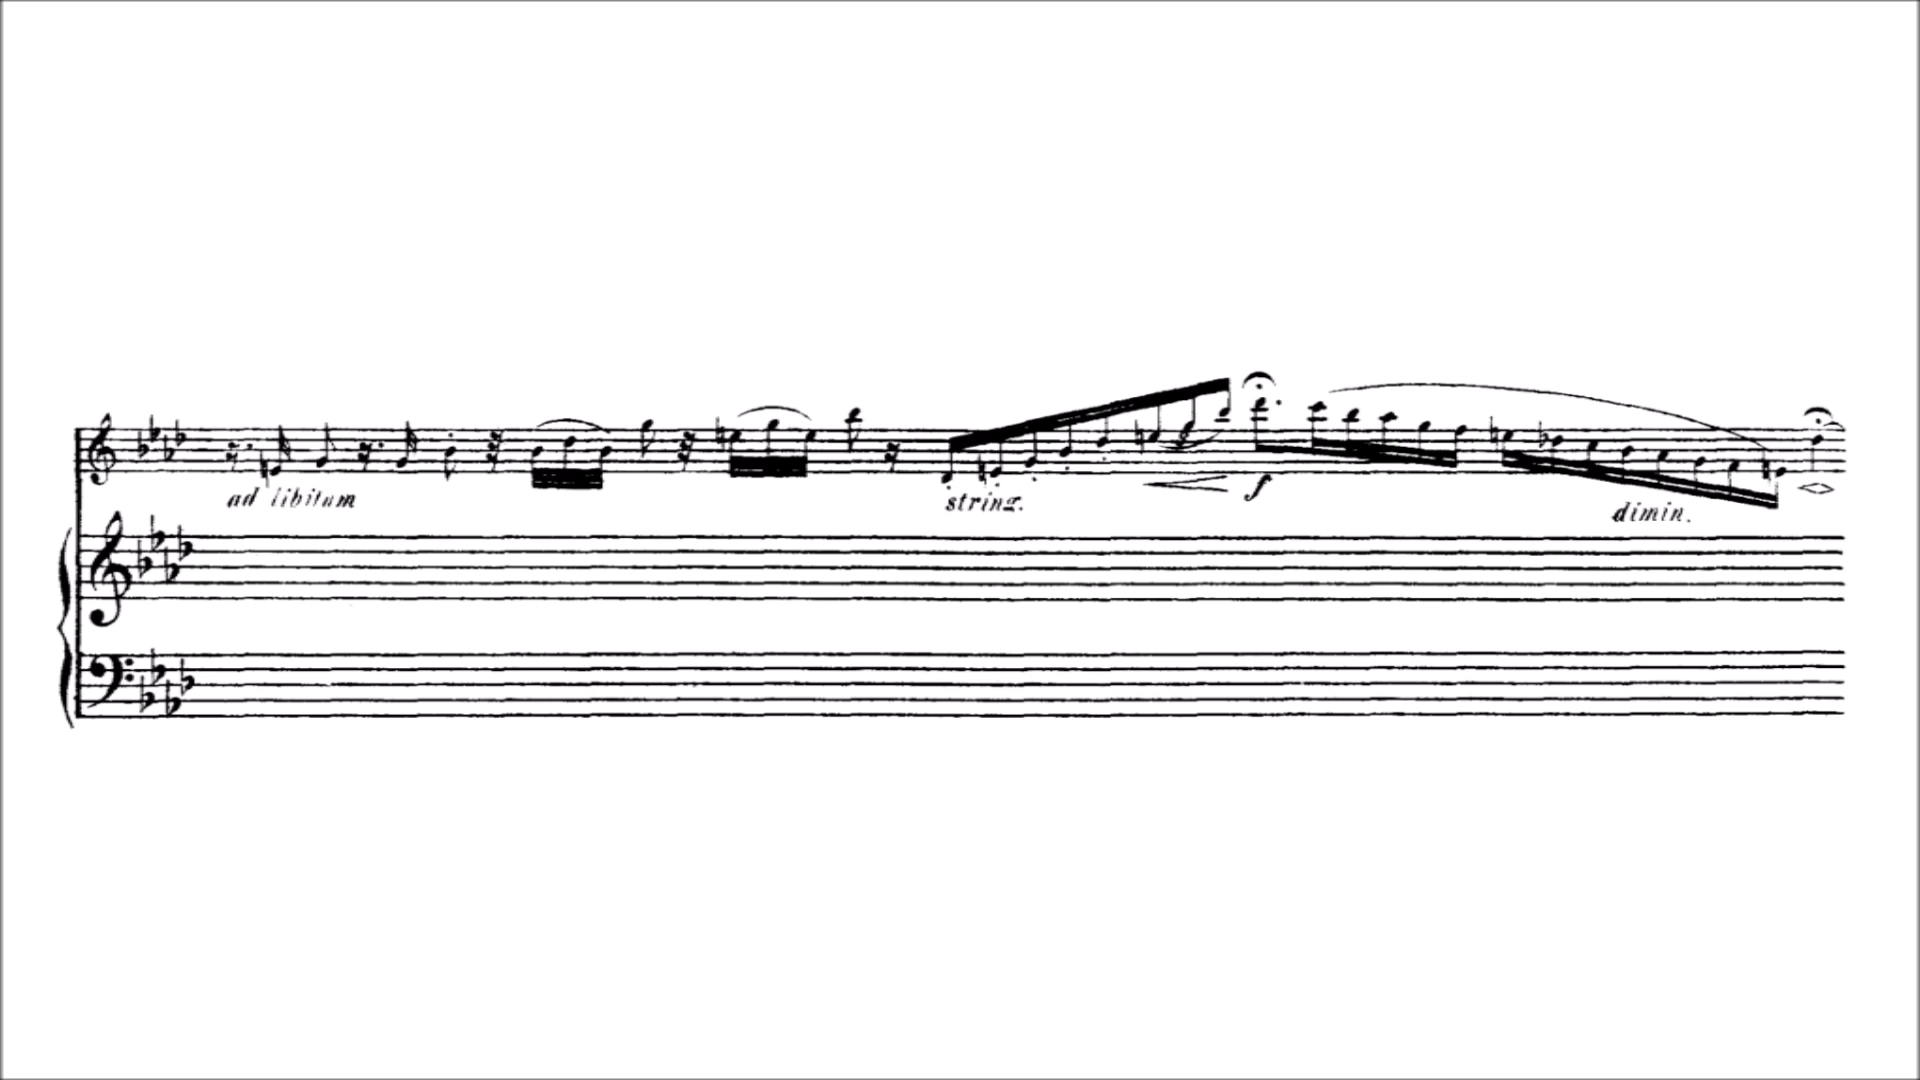 ad libitum
string.
f
dimin.